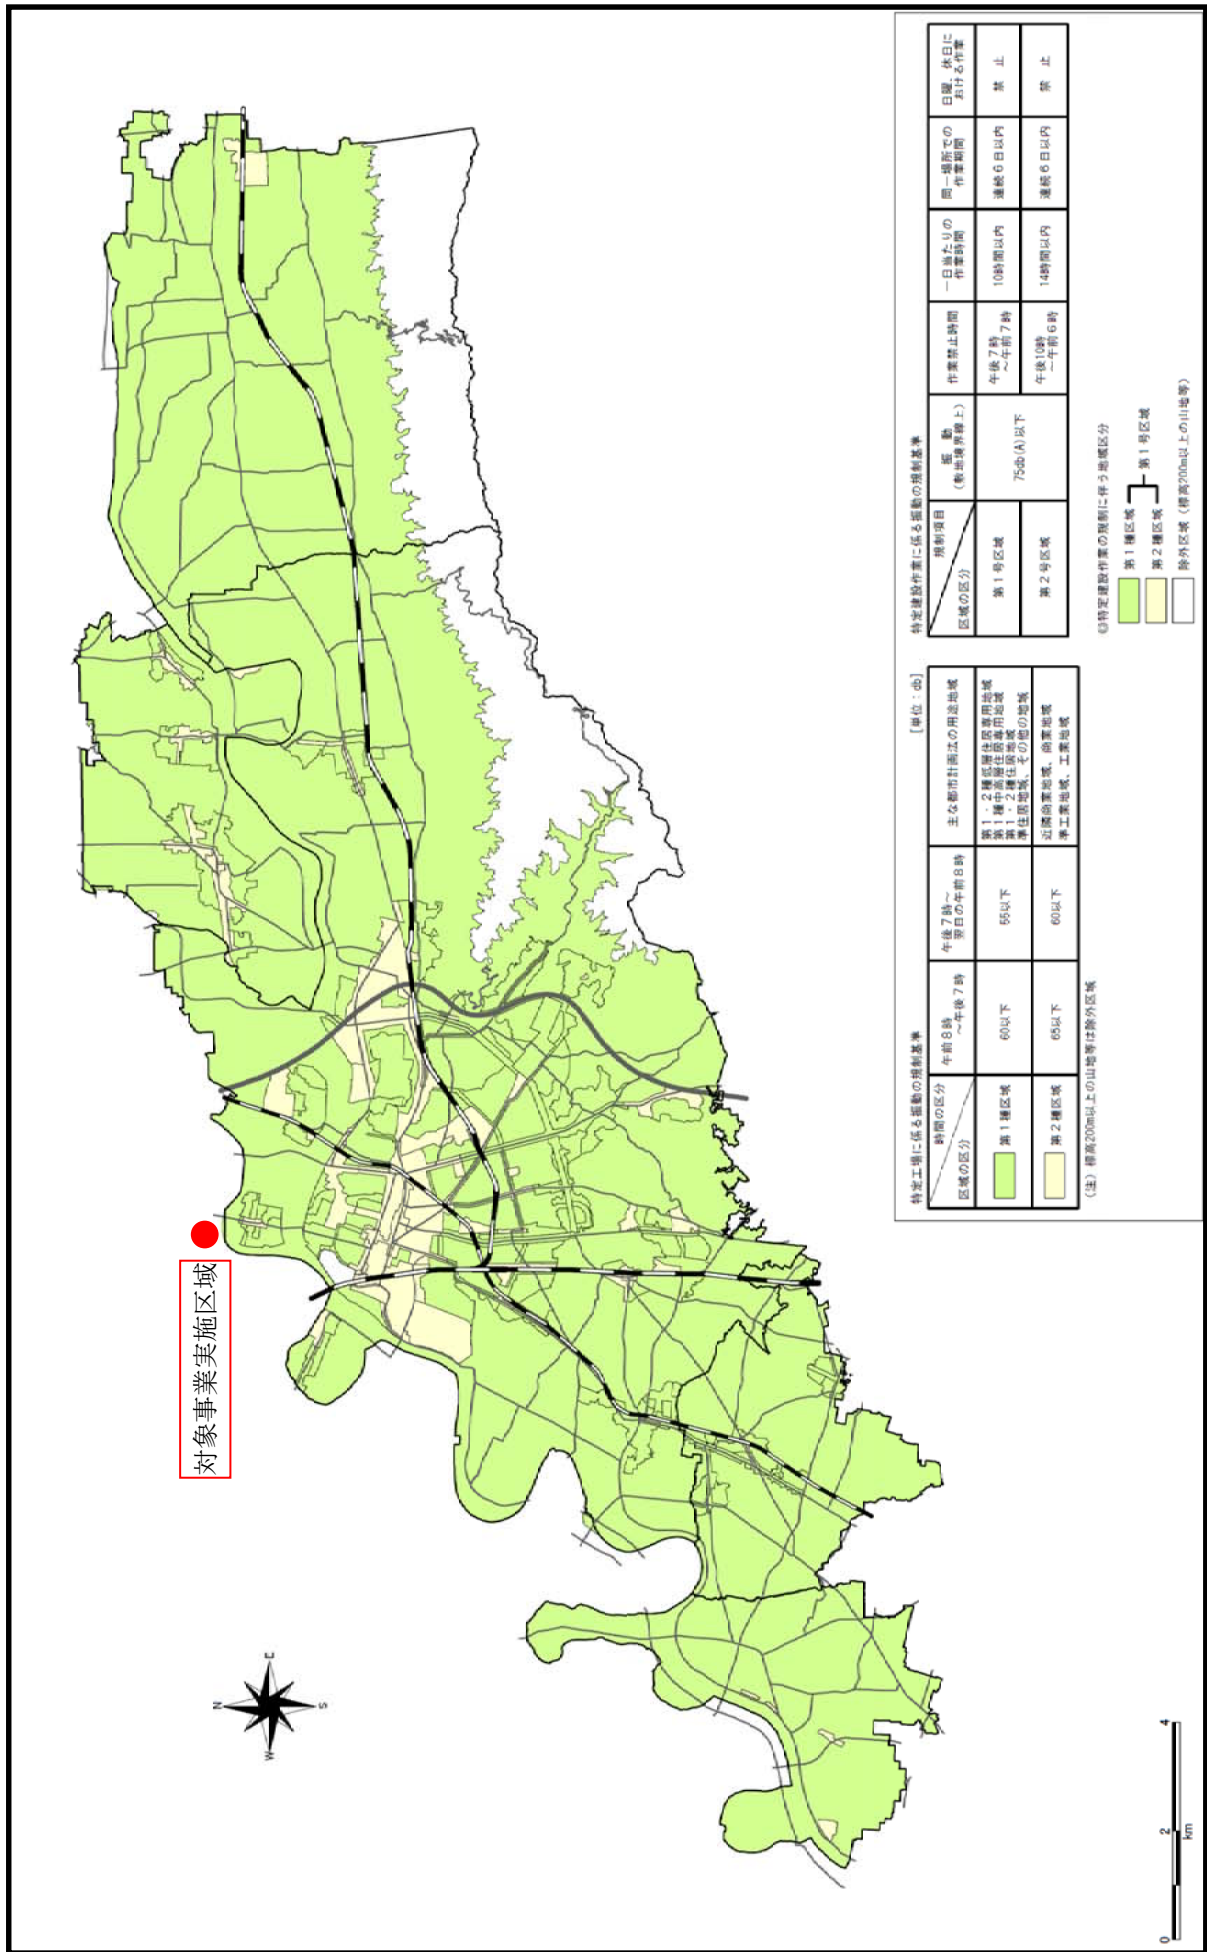 対象事業実施区域
N
E
S
W
0 2 4
km
特定工場に係る振動の規制基準
[単位：db]
時間の区分
区域の区分
午前８時
～午後７時
午後７時～
翌日の午前８時
主な都市計画法の用途地域
第１種区域
60以下
55以下
第１・２種低層住居専用地域
第１種中高層住居専用地域
第１・２種住居地域
準住居地域、その他の地域
第２種区域
65以下
60以下
近隣商業地域、商業地域
準工業地域、工業地域
（注）標高200m以上の山地等は除外区域
特定建設作業に係る振動の規制基準
規制項目
区域の区分
振　動
（敷地境界線上）
作業禁止時間
一日当たりの
作業時間
同一場所での
作業期間
日曜、休日に
おける作業
第１号区域
75db(A)以下
午後７時
～午前７時
10時間以内
連続６日以内
禁　止
第２号区域
午後10時
～午前６時
14時間以内
連続６日以内
禁　止
◎特定建設作業の規制に伴う地域区分
第１種区域
第２種区域
第１号区域
除外区域（標高200m以上の山地等）